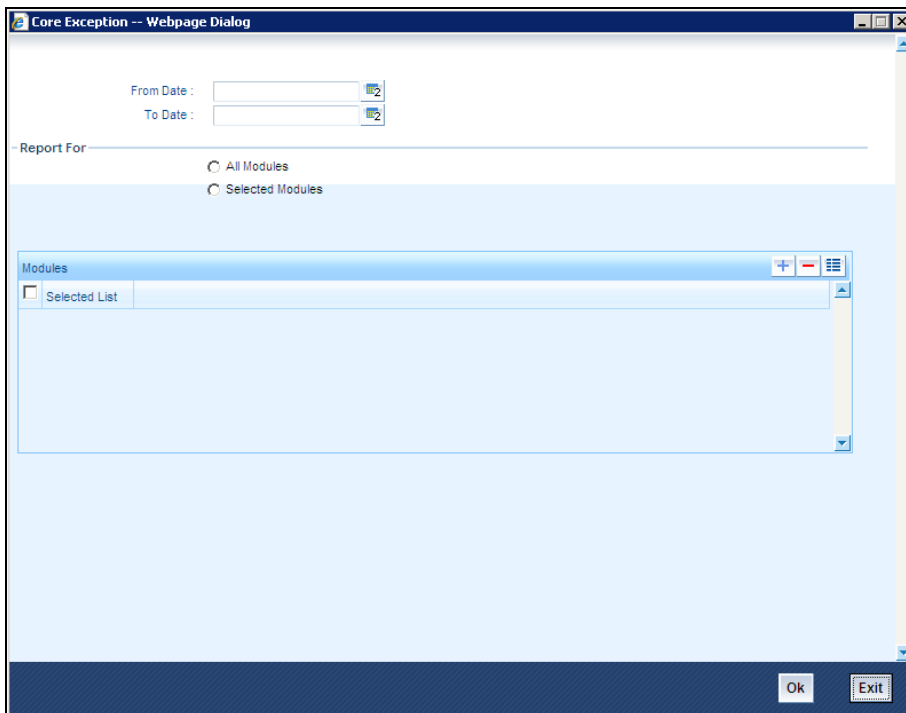 Core Exception -- Webpage Dialog
From Date :
To Date :
Report For
All Modules
Selected Modules
Modules
Selected List
Ok
Exit